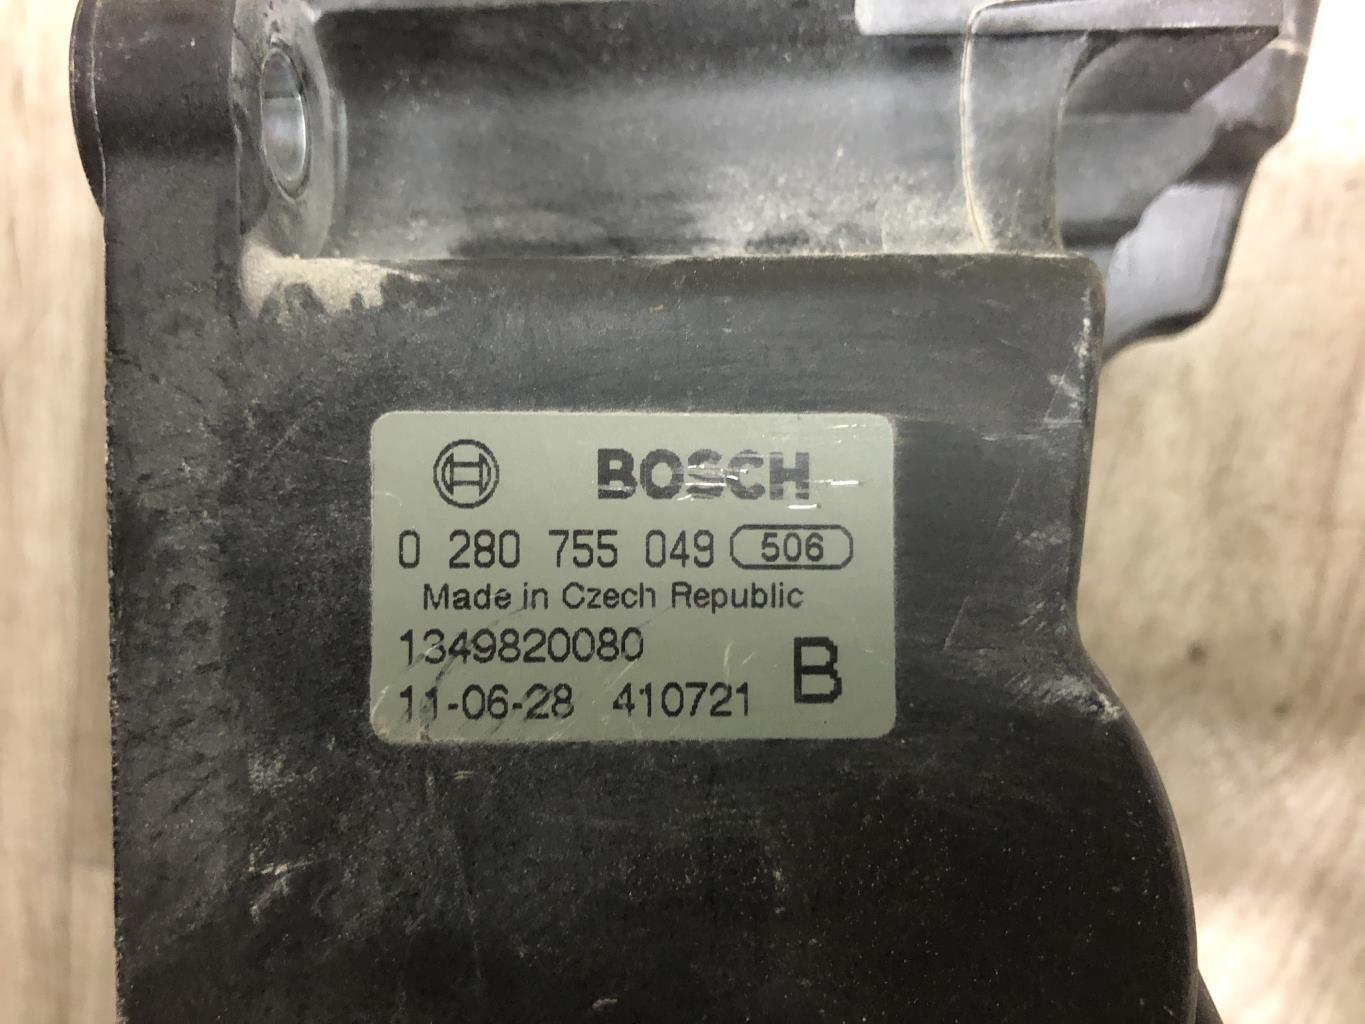 BOSCH
0 280 755 049 506
Made in Czech Republic
1349820080
B
11-06-28 410721